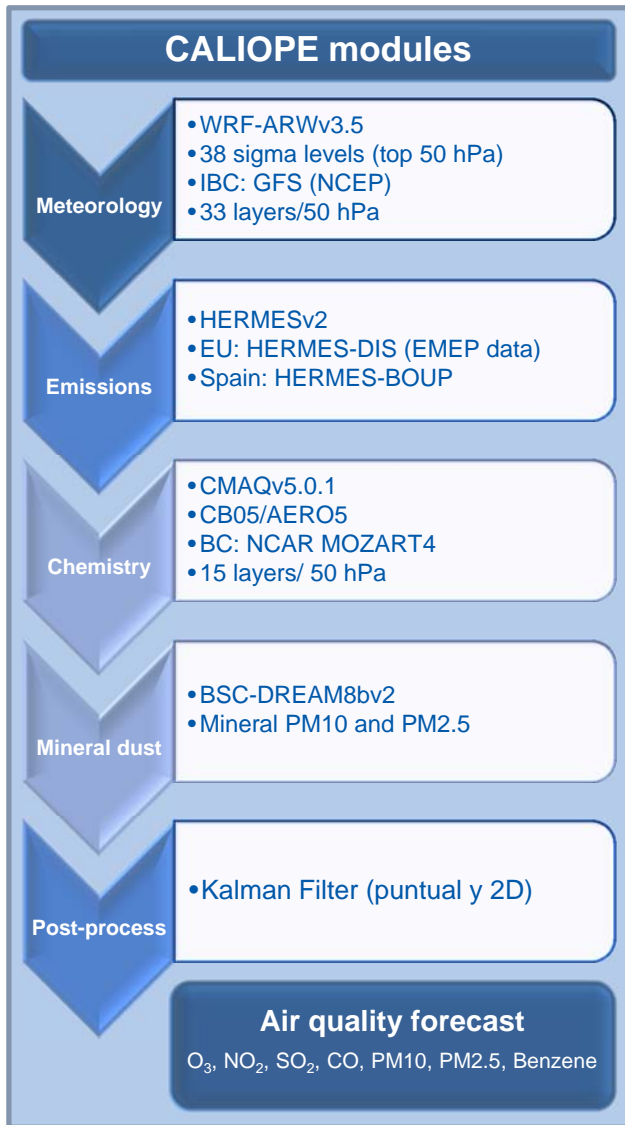 CALIOPE modules
Meteorology
•WRF-ARWv3.5
•38 sigma levels (top 50 hPa)
•IBC: GFS (NCEP)
•33 layers/50 hPa
Emissions
•HERMESv2
•EU: HERMES-DIS (EMEP data)
•Spain: HERMES-BOUP
Chemistry
•CMAQv5.0.1
•CB05/AERO5
•BC: NCAR MOZART4
•15 layers/ 50 hPa
Mineral dust
•BSC-DREAM8bv2
•Mineral PM10 and PM2.5
Post-process
•Kalman Filter (puntual y 2D)
Air quality forecast
O₃, NO₂, SO₂, CO, PM10, PM2.5, Benzene